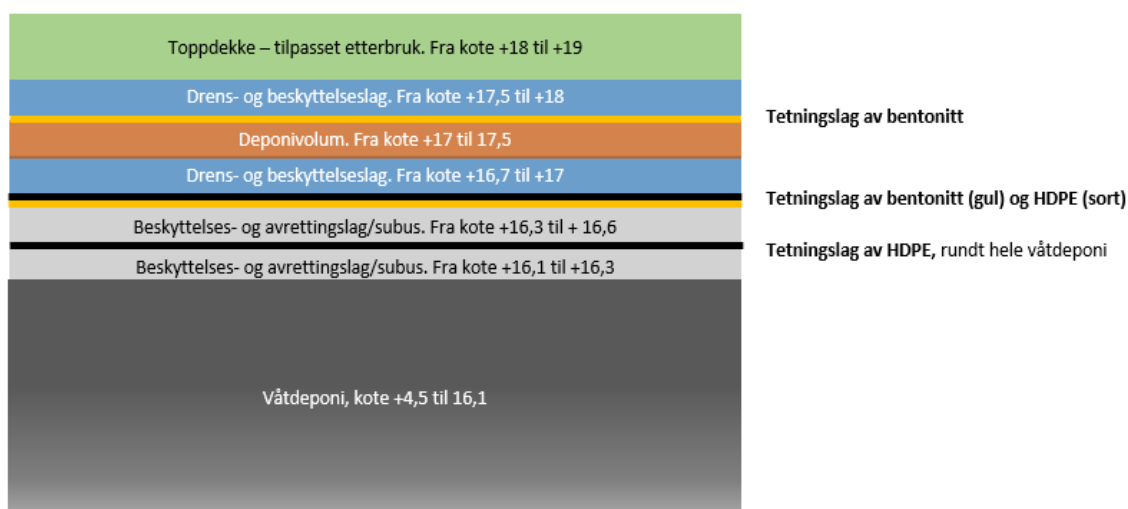 Toppdekke – tilpasset etterbruk. Fra kote +18 til +19
Drens- og beskyttelseslag. Fra kote +17,5 til +18
Tetningslag av bentonitt
Deponivolum. Fra kote +17 til 17,5
Drens- og beskyttelseslag. Fra kote +16,7 til +17
Tetningslag av bentonitt (gul) og HDPE (sort)
Beskyttelses- og avrettingslag/subus. Fra kote +16,3 til + 16,6
Tetningslag av HDPE, rundt hele våtdeponi
Beskyttelses- og avrettingslag/subus. Fra kote +16,1 til +16,3
Våtdeponi, kote +4,5 til 16,1